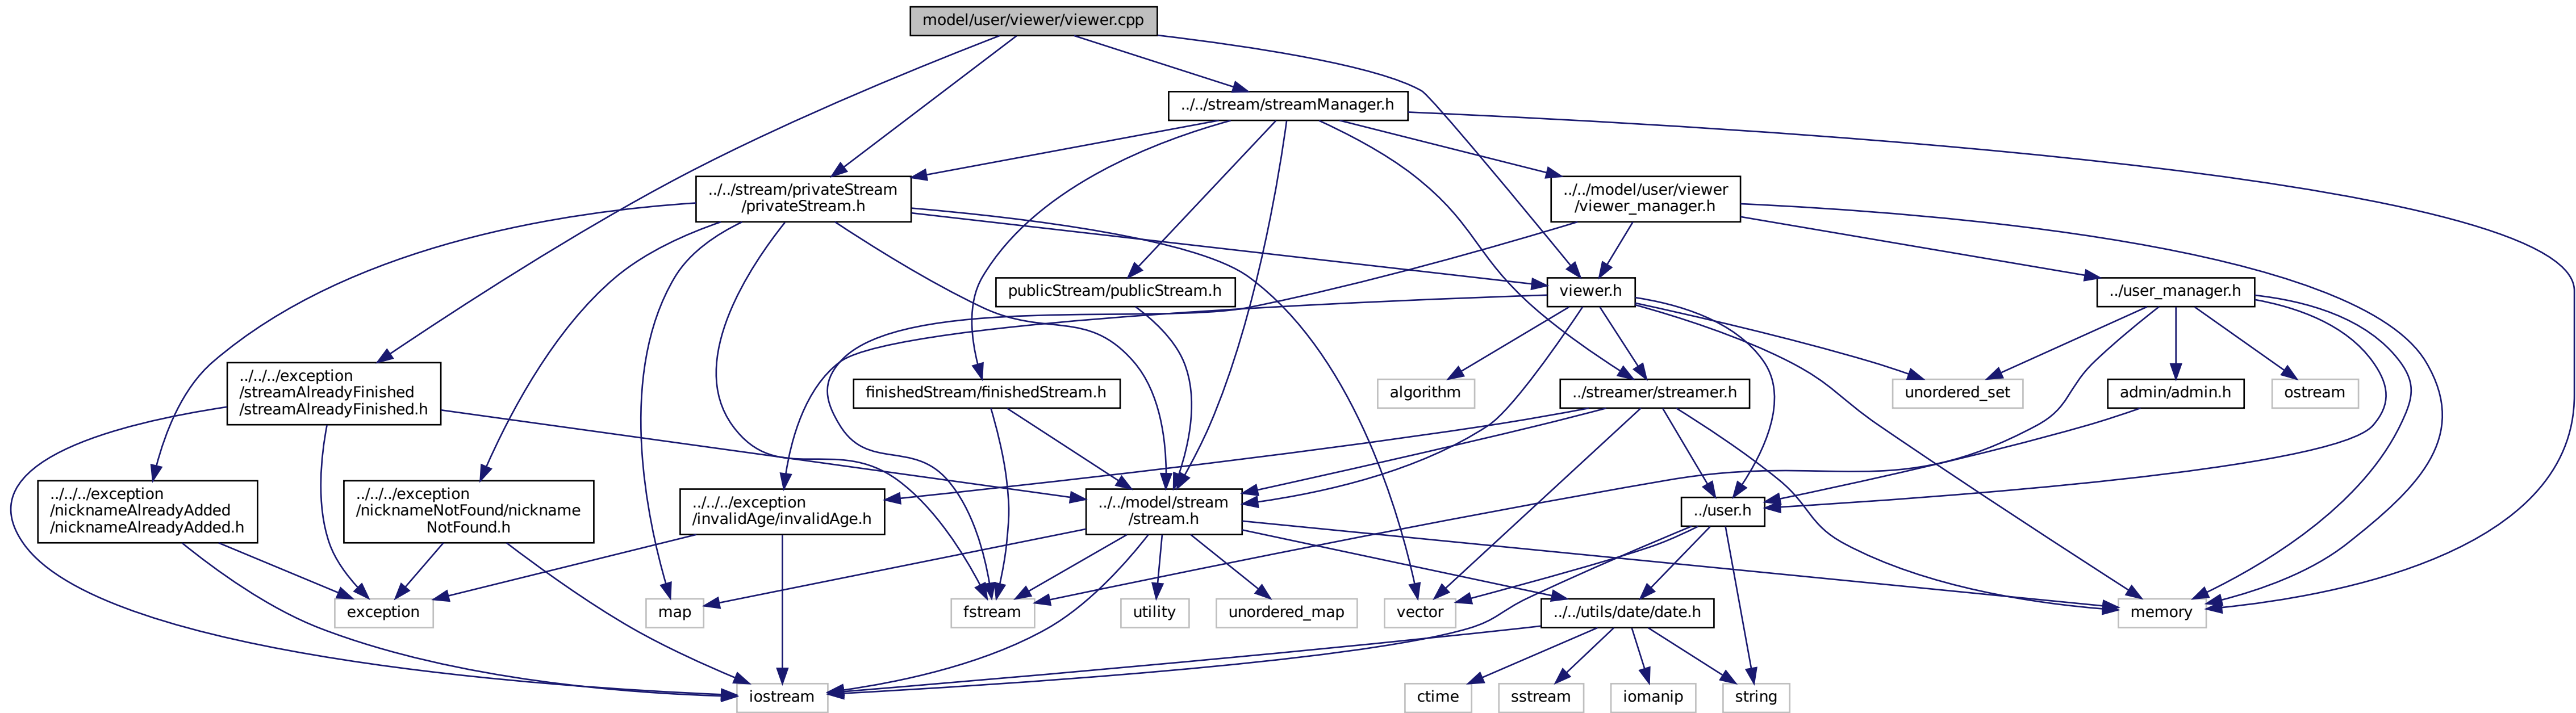 model/user/viewer/viewer.cpp
../../stream/streamManager.h
../../stream/privateStream
/privateStream.h
../../model/user/viewer
/viewer_manager.h
publicStream/publicStream.h
viewer.h
../user_manager.h
../../../exception
/streamAlreadyFinished
/streamAlreadyFinished.h
finishedStream/finishedStream.h
algorithm
../streamer/streamer.h
unordered_set
admin/admin.h
ostream
../../../exception
/nicknameAlreadyAdded
/nicknameAlreadyAdded.h
../../../exception
/nicknameNotFound/nickname
NotFound.h
../../../exception
/invalidAge/invalidAge.h
../../model/stream
/stream.h
../user.h
exception
map
fstream
utility
unordered_map
vector
../../utils/date/date.h
memory
iostream
ctime
sstream
iomanip
string